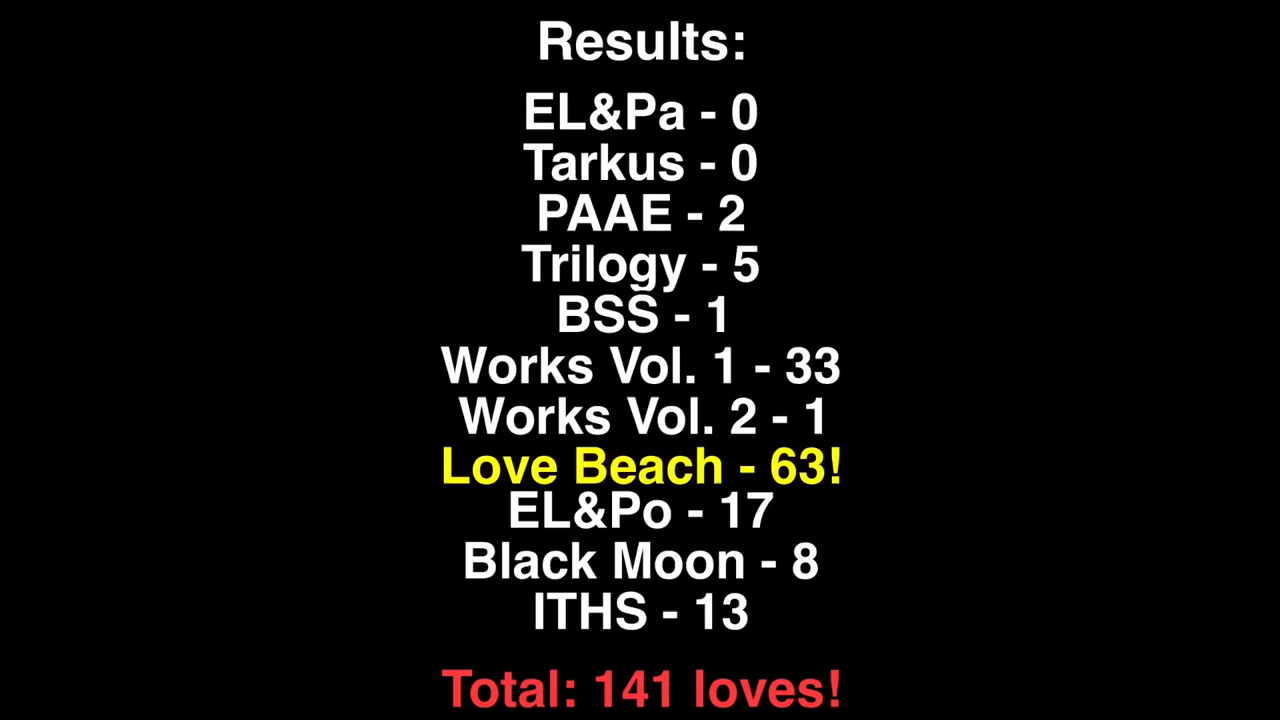 Results:
EL&Pa - 0
Tarkus - 0
PAAE - 2
Trilogy - 5
BSS - 1
Works Vol. 1 - 33
Works Vol. 2 - 1
Love Beach - 63!
EL&Po - 17
Black Moon - 8
ITHS - 13
Total: 141 loves!